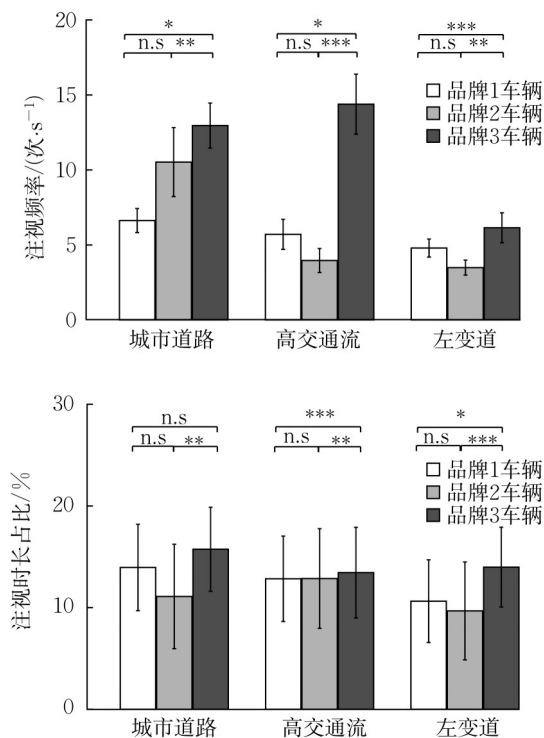 20
15
10
5
0
注视频率/(次·s⁻¹)
* * ***
n.s ** n.s *** n.s **
品牌1车辆
品牌2车辆
品牌3车辆
城市道路 高交通流 左变道
30
20
10
0
注视时长占比/%
n.s *** *
n.s ** n.s ** n.s ***
品牌1车辆
品牌2车辆
品牌3车辆
城市道路 高交通流 左变道